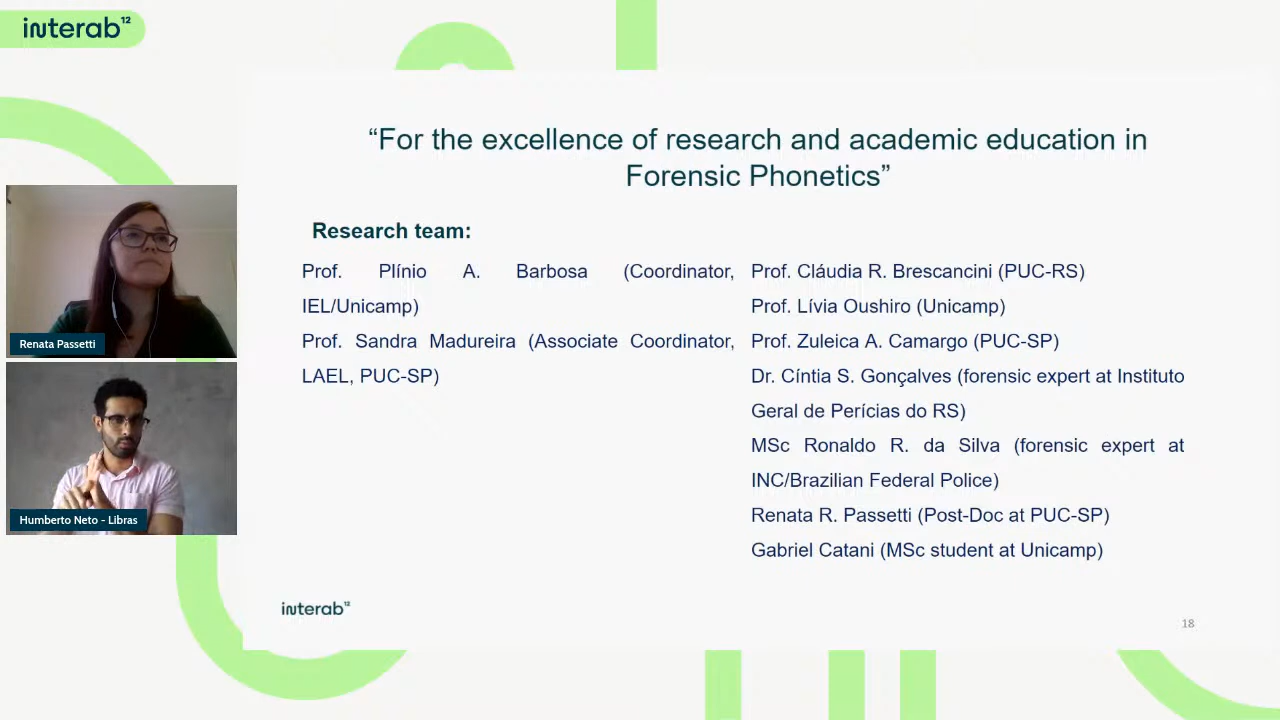 interab¹²
“For the excellence of research and academic education in
Forensic Phonetics”
Research team:
Prof. Plínio A. Barbosa (Coordinator,
IEL/Unicamp)
Prof. Sandra Madureira (Associate Coordinator,
LAEL, PUC-SP)
Prof. Cláudia R. Brescancini (PUC-RS)
Prof. Lívia Oushiro (Unicamp)
Prof. Zuleica A. Camargo (PUC-SP)
Dr. Cíntia S. Gonçalves (forensic expert at Instituto
Geral de Perícias do RS)
MSc Ronaldo R. da Silva (forensic expert at
INC/Brazilian Federal Police)
Renata R. Passetti (Post-Doc at PUC-SP)
Gabriel Catani (MSc student at Unicamp)
Renata Passetti
Humberto Neto - Libras
interab¹²
18